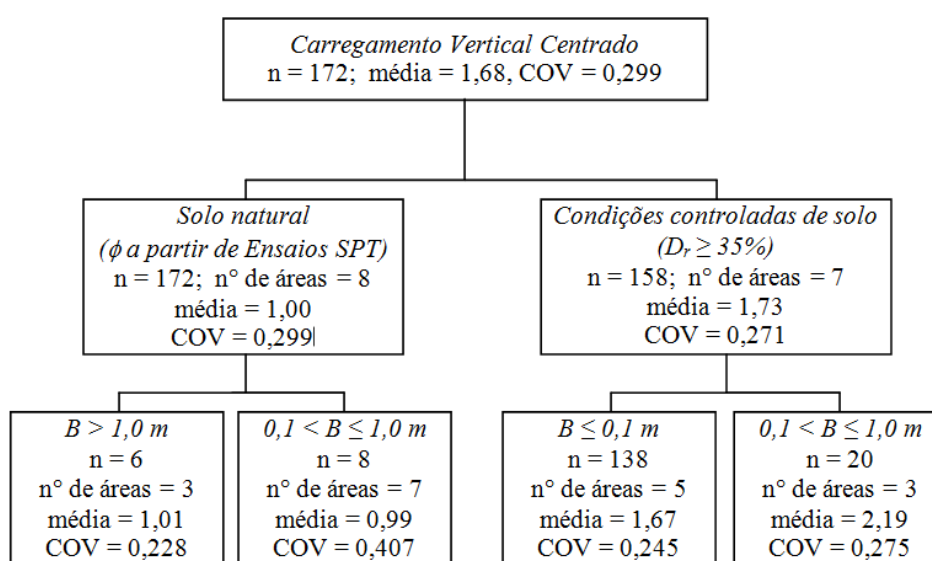 Carregamento Vertical Centrado
n = 172; média = 1,68, COV = 0,299
Solo natural
(ϕ a partir de Ensaios SPT)
n = 172; n° de áreas = 8
média = 1,00
COV = 0,299
Condições controladas de solo
(Dr ≥ 35%)
n = 158; n° de áreas = 7
média = 1,73
COV = 0,271
B > 1,0 m
n = 6
n° de áreas = 3
média = 1,01
COV = 0,228
0,1 < B ≤ 1,0 m
n = 8
n° de áreas = 7
média = 0,99
COV = 0,407
B ≤ 0,1 m
n = 138
n° de áreas = 5
média = 1,67
COV = 0,245
0,1 < B ≤ 1,0 m
n = 20
n° de áreas = 3
média = 2,19
COV = 0,275